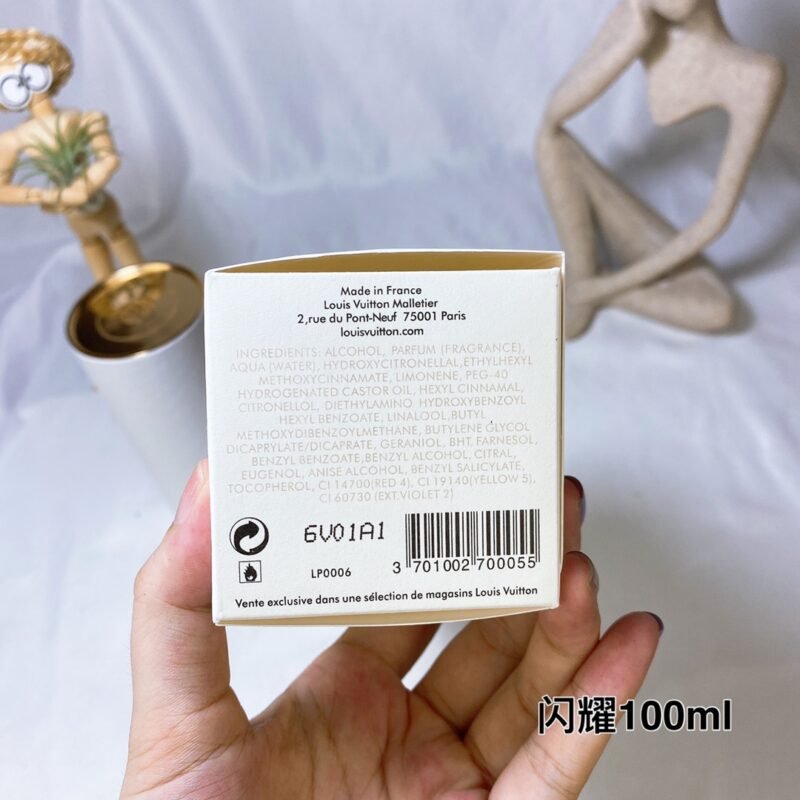 Made in France
Louis Vuitton Malletier
2,rue du Pont-Neuf 75001 Paris
louisvuitton.com
INGREDIENTS: ALCOHOL, PARFUM (FRAGRANCE),
AQUA (WATER), HYDROXYCITRONELLAL,ETHYLHEXYL
METHOXYCINNAMATE, LIMONENE, PEG-40
HYDROGENATED CASTOR OIL, HEXYL CINNAMAL,
CITRONELLOL, DIETHYLAMINO HYDROXYBENZOYL
HEXYL BENZOATE, LINALOOL,BUTYL
METHOXYDIBENZOYLMETHANE, BUTYLENE GLYCOL
DICAPRYLATE/DICAPRATE, GERANIOL, BHT. FARNESOL,
BENZYL BENZOATE,BENZYL ALCOHOL, CITRAL,
EUGENOL, ANISE ALCOHOL, BENZYL SALICYLATE,
TOCOPHEROL, CI 14700(RED 4), CI 19140(YELLOW 5),
CI 60730 (EXT.VIOLET 2)
6V01A1
LP0006
3 701002 700055
Vente exclusive dans une sélection de magasins Louis Vuitton
闪耀100ml